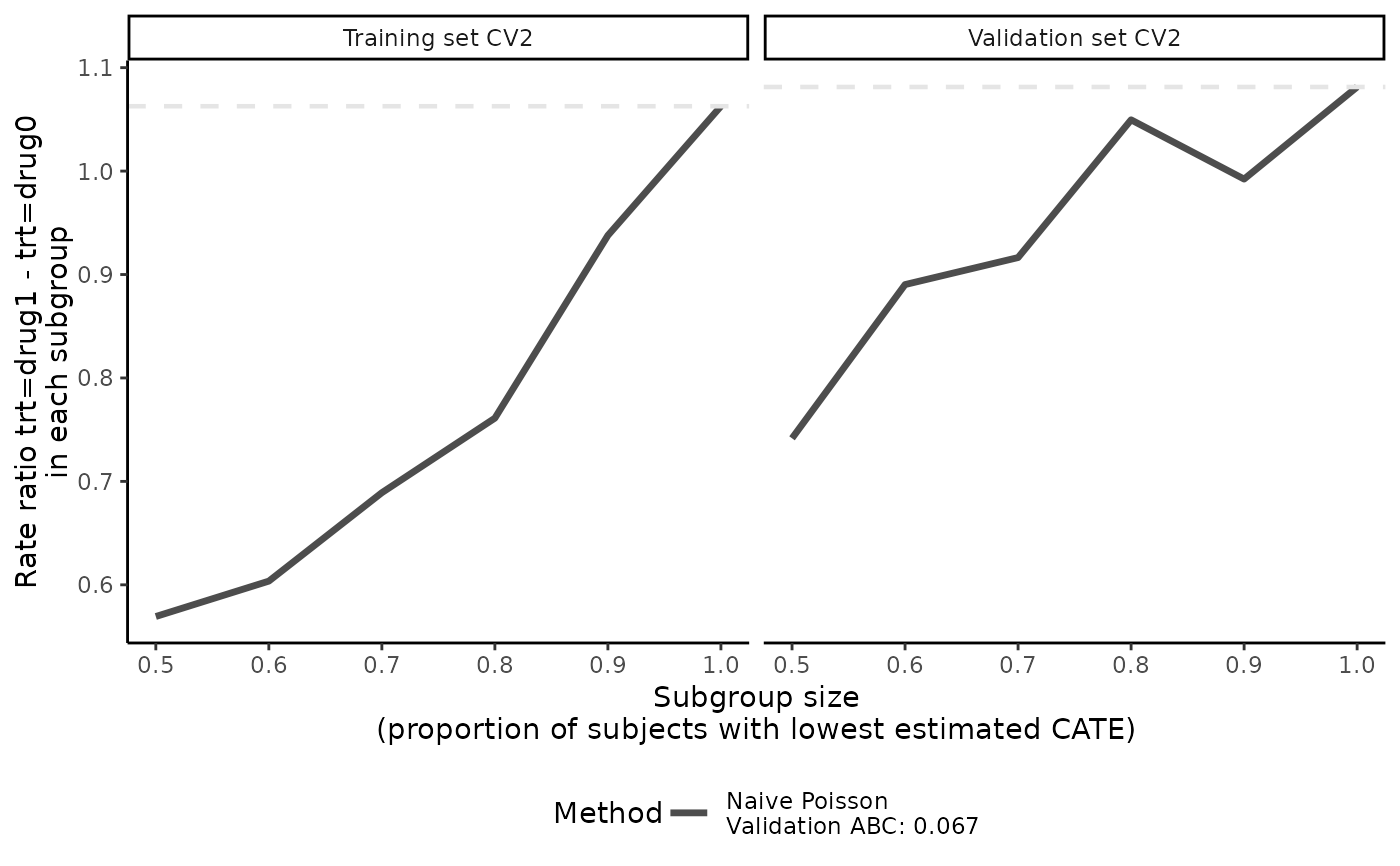 Training set CV2
Validation set CV2
Rate ratio trt=drug1 - trt=drug0
in each subgroup
1.1
1.0
0.9
0.8
0.7
0.6
0.5 0.6 0.7 0.8 0.9 1.0
0.5 0.6 0.7 0.8 0.9 1.0
Subgroup size
(proportion of subjects with lowest estimated CATE)
Method
Naive Poisson
Validation ABC: 0.067